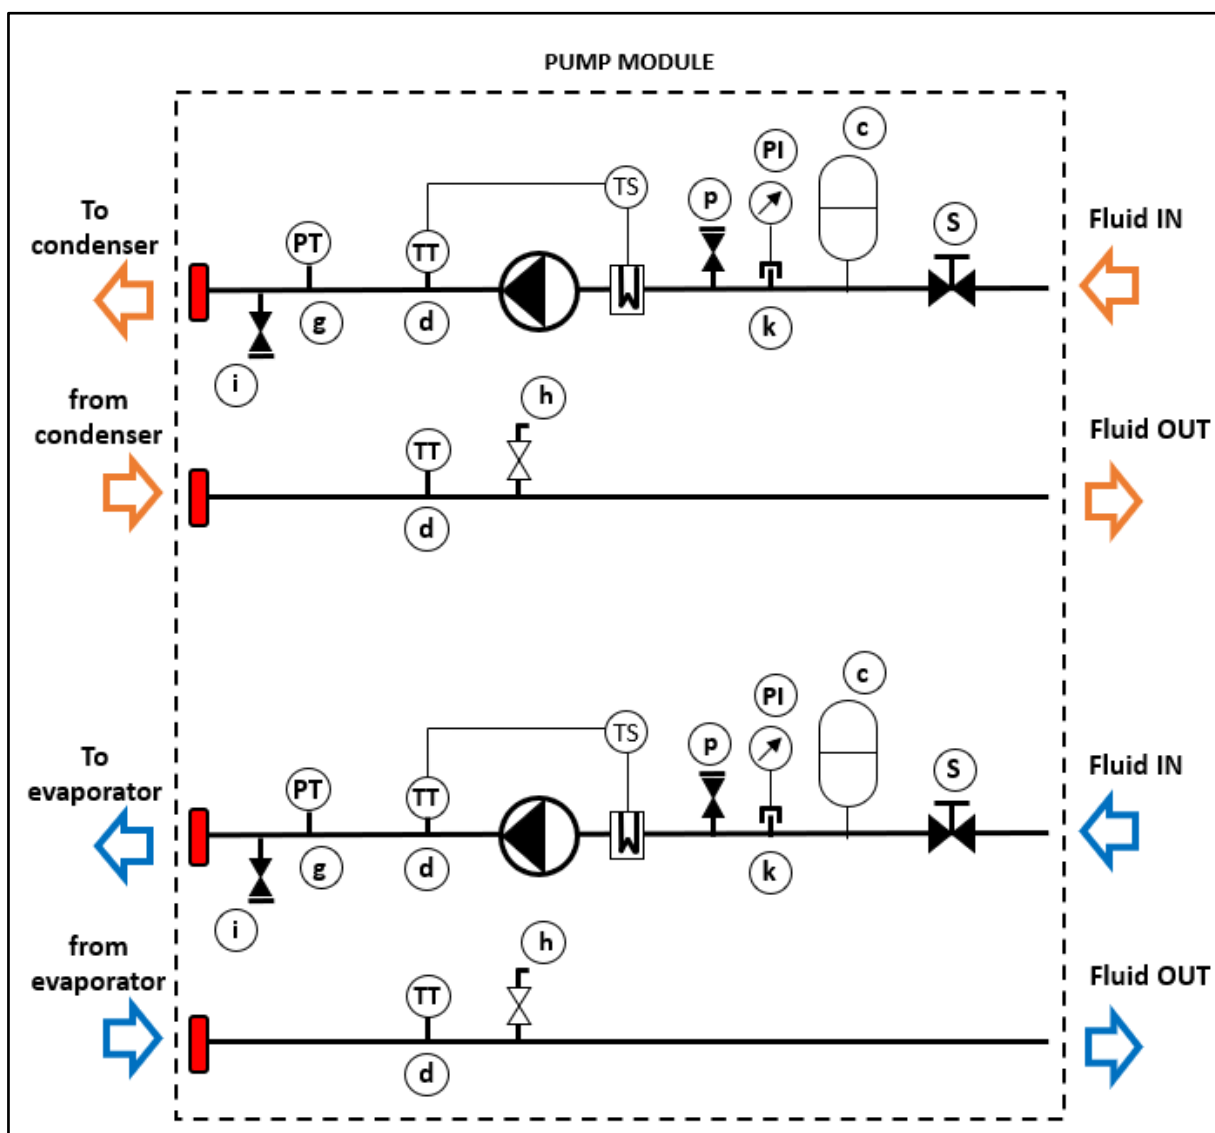 PUMP MODULE
c
PI
TS
p
S
To
condenser
Fluid IN
PT
TT
g
d
k
i
h
from
condenser
Fluid OUT
TT
d
c
PI
TS
p
S
To
evaporator
Fluid IN
PT
TT
g
d
k
i
h
from
evaporator
Fluid OUT
TT
d